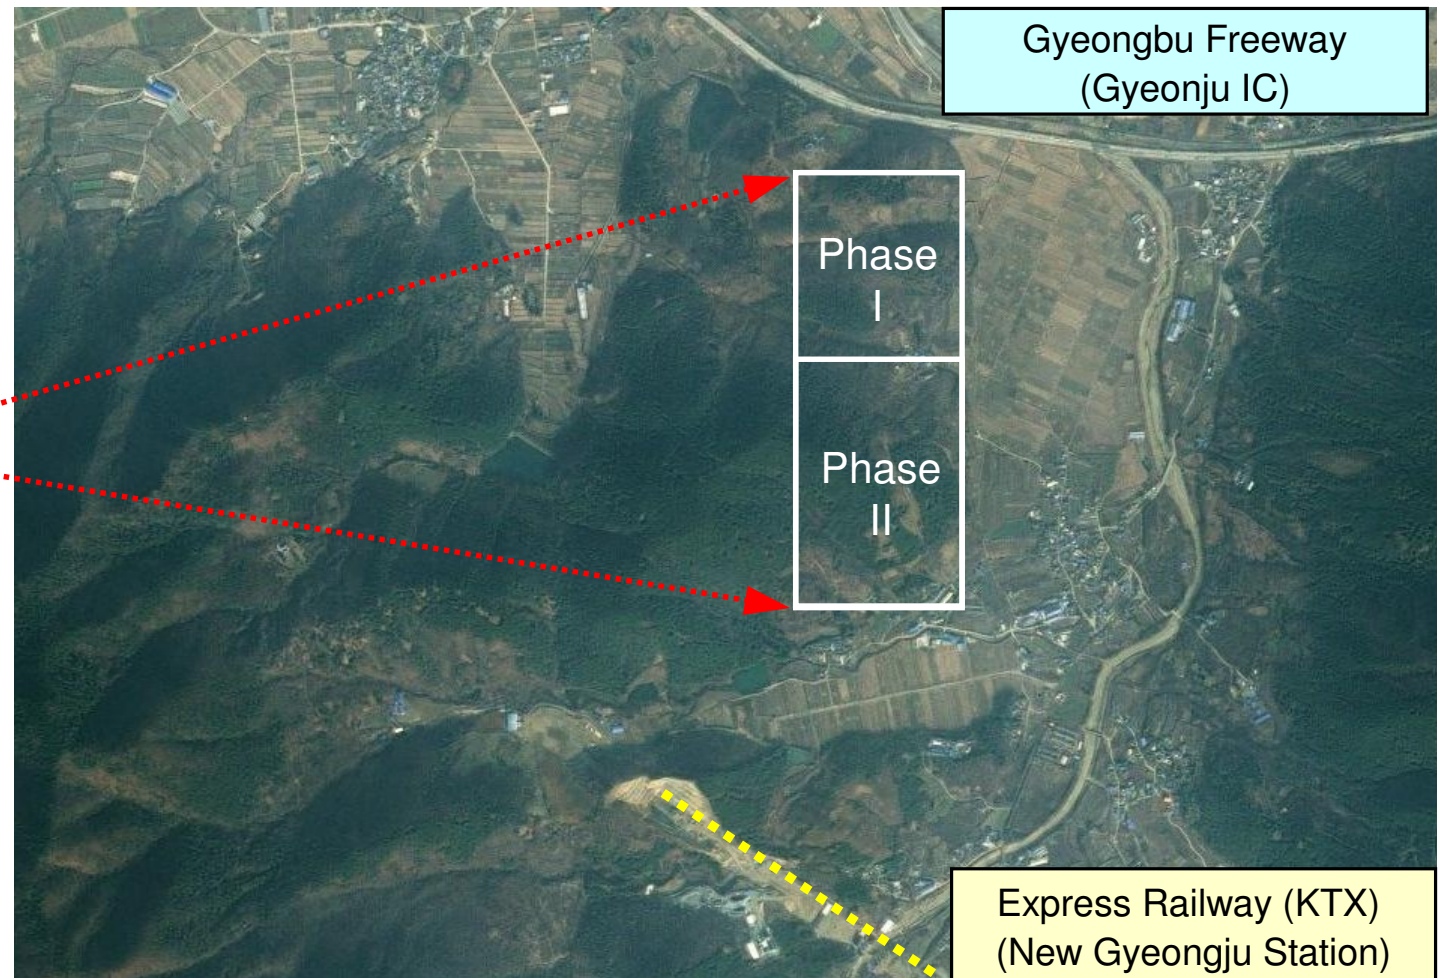 Gyeongbu Freeway
(Gyeonju IC)
Phase
I
Phase
II
Express Railway (KTX)
(New Gyeongju Station)